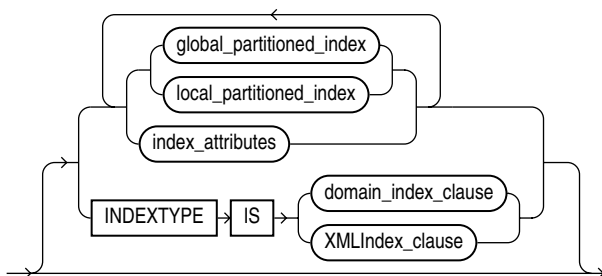 global_partitioned_index
local_partitioned_index
index_attributes
domain_index_clause
INDEXTYPE IS
XMLIndex_clause